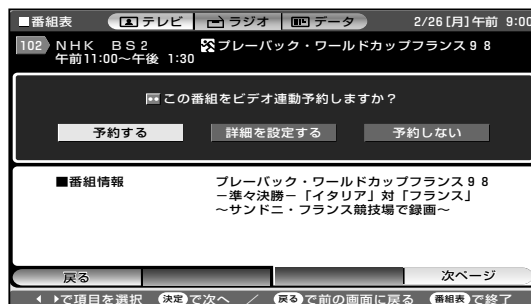 ■番組表 テレビ ラジオ データ 2/26[月]午前 9:00
102 NHK BS2 プレーバック・ワールドカップフランス98
午前11:00~午後 1:30
この番組をビデオ連動予約しますか?
予約する 詳細を設定する 予約しない
■番組情報 プレーバック・ワールドカップフランス98
-準々決勝-「イタリア」対「フランス」
~サンドニ・フランス競技場で録画~
戻る 次ページ
で項目を選択 決定で次へ / 戻るで前の画面に戻る 番組表で終了